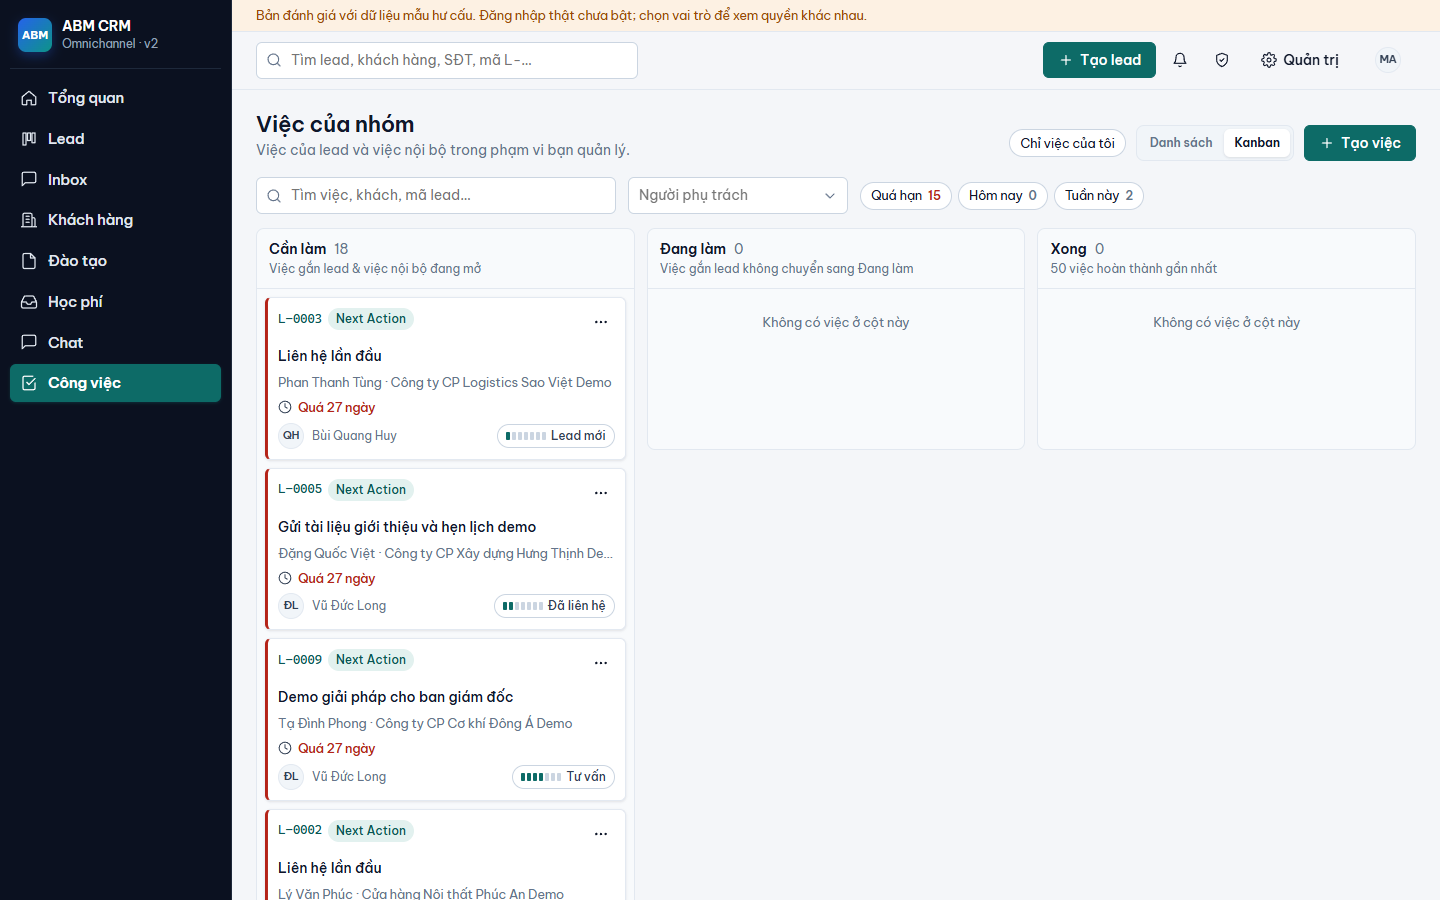 ABM
ABM CRM
Omnichannel · v2
Tổng quan
Lead
Inbox
Khách hàng
Đào tạo
Học phí
Chat
Công việc
Bản đánh giá với dữ liệu mẫu hư cấu. Đăng nhập thật chưa bật; chọn vai trò để xem quyền khác nhau.
Tìm lead, khách hàng, SĐT, mã L-...
Tạo lead
Quản trị
MA
Việc của nhóm
Việc của lead và việc nội bộ trong phạm vi bạn quản lý.
Chỉ việc của tôi
Danh sách
Kanban
Tạo việc
Tìm việc, khách, mã lead...
Người phụ trách
Quá hạn 15
Hôm nay 0
Tuần này 2
Cần làm 18
Việc gắn lead & việc nội bộ đang mở
L-0003 Next Action
Liên hệ lần đầu
Phan Thanh Tùng · Công ty CP Logistics Sao Việt Demo
Quá 27 ngày
QH Bùi Quang Huy
Lead mới
L-0005 Next Action
Gửi tài liệu giới thiệu và hẹn lịch demo
Đặng Quốc Việt · Công ty CP Xây dựng Hưng Thịnh De...
Quá 27 ngày
ĐL Vũ Đức Long
Đã liên hệ
L-0009 Next Action
Demo giải pháp cho ban giám đốc
Tạ Đình Phong · Công ty CP Cơ khí Đông Á Demo
Quá 27 ngày
ĐL Vũ Đức Long
Tư vấn
L-0002 Next Action
Liên hệ lần đầu
Lý Văn Phúc · Cửa hàng Nội thất Phúc An Demo
Đang làm 0
Việc gắn lead không chuyển sang Đang làm
Không có việc ở cột này
Xong 0
50 việc hoàn thành gần nhất
Không có việc ở cột này